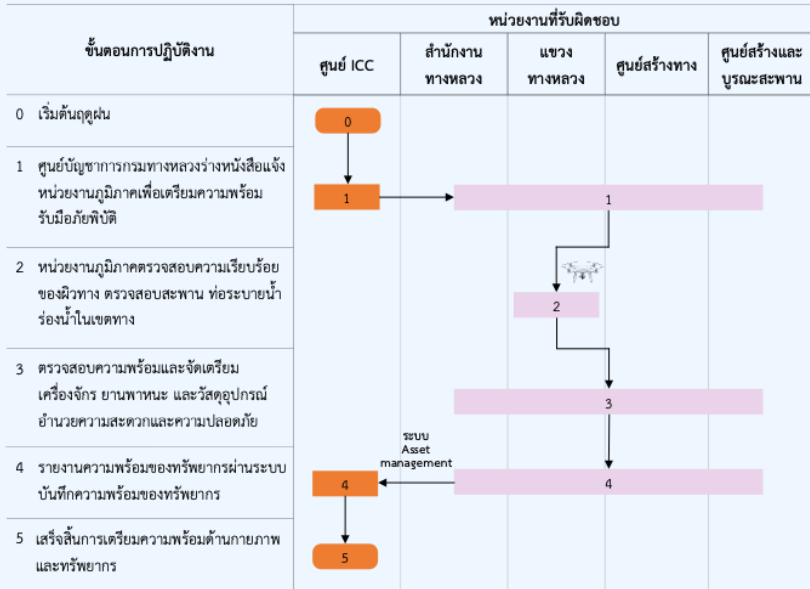 หน่วยงานที่รับผิดชอบ
ขั้นตอนการปฏิบัติงาน
ศูนย์ ICC
สำนักงาน
ทางหลวง
แขวง
ทางหลวง
ศูนย์สร้างทาง
ศูนย์สร้างและ
บูรณะสะพาน
0 เริ่มต้นฤดูฝน
0
1 ศูนย์บัญชาการกรมทางหลวงร่างหนังสือแจ้ง
หน่วยงานภูมิภาคเพื่อเตรียมความพร้อม
รับมือภัยพิบัติ
1
1
2 หน่วยงานภูมิภาคตรวจสอบความเรียบร้อย
ของผิวทาง ตรวจสอบสะพาน ท่อระบายน้ำ
ร่องน้ำในเขตทาง
2
3 ตรวจสอบความพร้อมและจัดเตรียม
เครื่องจักร ยานพาหนะ และวัสดุอุปกรณ์
อำนวยความสะดวกและความปลอดภัย
3
ระบบ
Asset
management
4 รายงานความพร้อมของทรัพยากรผ่านระบบ
บันทึกความพร้อมของทรัพยากร
4
4
5 เสร็จสิ้นการเตรียมความพร้อมด้านกายภาพ
และทรัพยากร
5